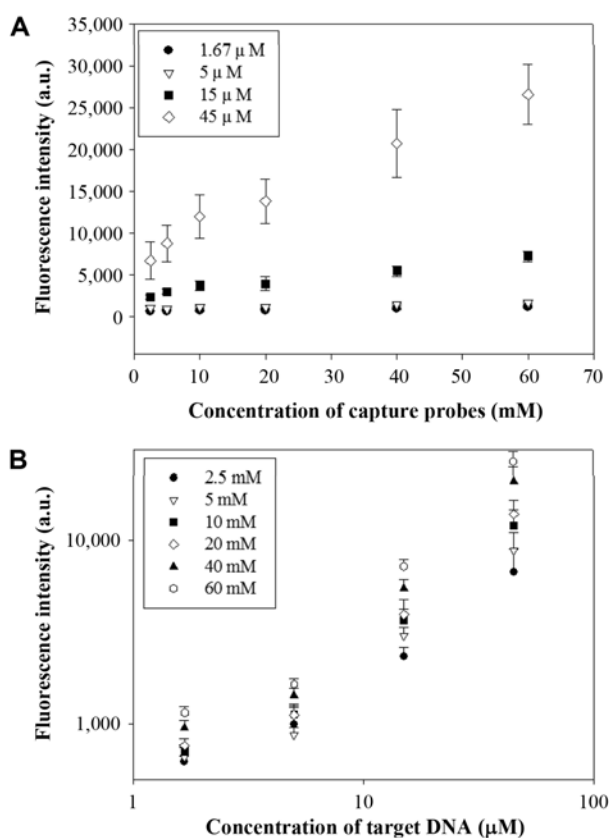 A
35,000
30,000
25,000
20,000
15,000
10,000
5,000
0
Fluorescence intensity (a.u.)
1.67 µ M
5 µ M
15 µ M
45 µ M
0 10 20 30 40 50 60 70
Concentration of capture probes (mM)
B
10,000
1,000
Fluorescence intensity (a.u.)
2.5 mM
5 mM
10 mM
20 mM
40 mM
60 mM
1 10 100
Concentration of target DNA (µM)